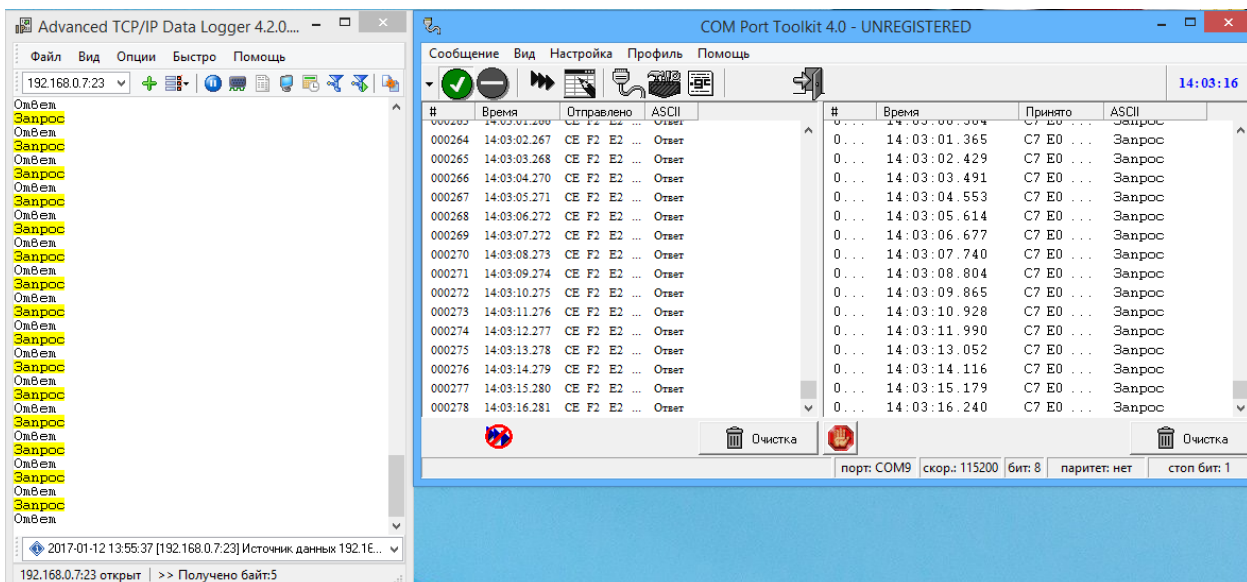 Advanced TCP/IP Data Logger 4.2.0....
Файл Вид Опции Быстро Помощь
192.168.0.7:23
Ответ
Запрос
Ответ
Запрос
Ответ
Запрос
Ответ
Запрос
Ответ
Запрос
Ответ
Запрос
Ответ
Запрос
Ответ
Запрос
Ответ
Запрос
Ответ
Запрос
Ответ
Запрос
Ответ
Запрос
Ответ
Запрос
Ответ
Запрос
Ответ
Запрос
Ответ
2017-01-12 13:55:37 [192.168.0.7:23] Источник данных 192.16...
192.168.0.7:23 открыт >> Получено байт:5
COM Port Toolkit 4.0 - UNREGISTERED
Сообщение Вид Настройка Профиль Помощь
14:03:16
# Время Отправлено ASCII
000264 14:03:02.267 CE F2 E2 ... Ответ
000265 14:03:03.268 CE F2 E2 ... Ответ
000266 14:03:04.270 CE F2 E2 ... Ответ
000267 14:03:05.271 CE F2 E2 ... Ответ
000268 14:03:06.272 CE F2 E2 ... Ответ
000269 14:03:07.272 CE F2 E2 ... Ответ
000270 14:03:08.273 CE F2 E2 ... Ответ
000271 14:03:09.274 CE F2 E2 ... Ответ
000272 14:03:10.275 CE F2 E2 ... Ответ
000273 14:03:11.276 CE F2 E2 ... Ответ
000274 14:03:12.277 CE F2 E2 ... Ответ
000275 14:03:13.278 CE F2 E2 ... Ответ
000276 14:03:14.279 CE F2 E2 ... Ответ
000277 14:03:15.280 CE F2 E2 ... Ответ
000278 14:03:16.281 CE F2 E2 ... Ответ
Очистка
# Время Принято ASCII
0... 14:03:01.365 C7 E0 ... Запрос
0... 14:03:02.429 C7 E0 ... Запрос
0... 14:03:03.491 C7 E0 ... Запрос
0... 14:03:04.553 C7 E0 ... Запрос
0... 14:03:05.614 C7 E0 ... Запрос
0... 14:03:06.677 C7 E0 ... Запрос
0... 14:03:07.740 C7 E0 ... Запрос
0... 14:03:08.804 C7 E0 ... Запрос
0... 14:03:09.865 C7 E0 ... Запрос
0... 14:03:10.928 C7 E0 ... Запрос
0... 14:03:11.990 C7 E0 ... Запрос
0... 14:03:13.052 C7 E0 ... Запрос
0... 14:03:14.116 C7 E0 ... Запрос
0... 14:03:15.179 C7 E0 ... Запрос
0... 14:03:16.240 C7 E0 ... Запрос
Очистка
порт: COM9 скор.: 115200 бит: 8 паритет: нет стоп бит: 1